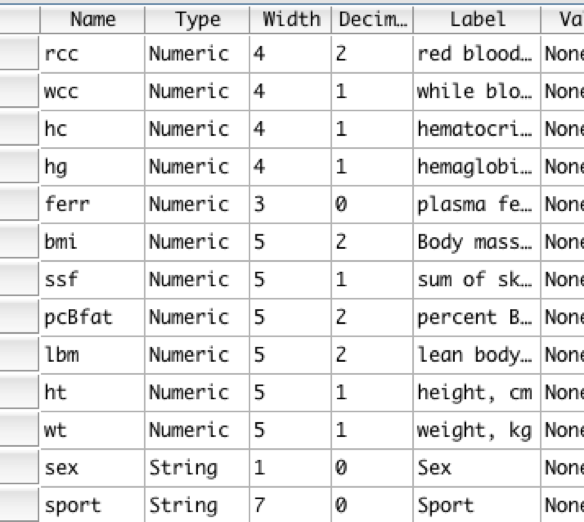 Name Type Width Decim… Label Va
rcc Numeric 4 2 red blood… None
wcc Numeric 4 1 while blo… None
hc Numeric 4 1 hematocri… None
hg Numeric 4 1 hemaglobi… None
ferr Numeric 3 0 plasma fe… None
bmi Numeric 5 2 Body mass… None
ssf Numeric 5 1 sum of sk… None
pcBfat Numeric 5 2 percent B… None
lbm Numeric 5 2 lean body… None
ht Numeric 5 1 height, cm None
wt Numeric 5 1 weight, kg None
sex String 1 0 Sex None
sport String 7 0 Sport None